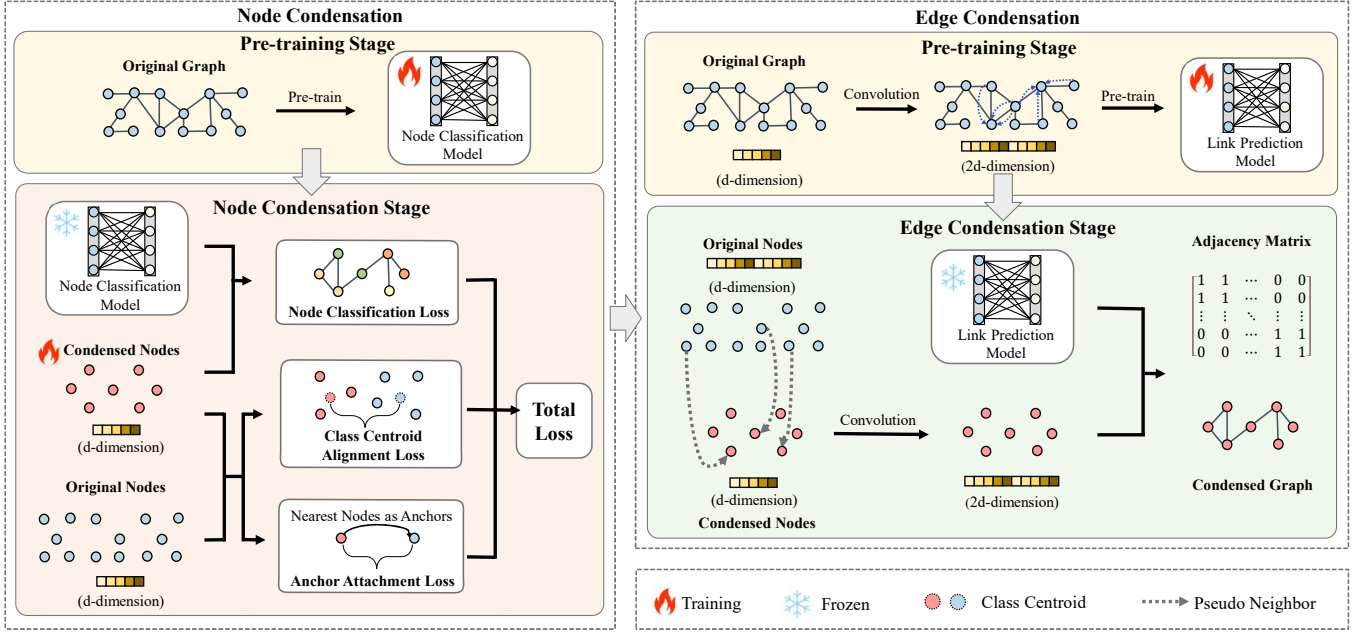 Node Condensation
Pre-training Stage
Original Graph
Pre-train
Node Classification
Model
Node Condensation Stage
Node Classification
Model
Condensed Nodes
(d-dimension)
Original Nodes
(d-dimension)
Node Classification Loss
Class Centroid
Alignment Loss
Nearest Nodes as Anchors
Anchor Attachment Loss
Total
Loss
Edge Condensation
Pre-training Stage
Original Graph
(d-dimension)
Convolution
(2d-dimension)
Pre-train
Link Prediction
Model
Edge Condensation Stage
Original Nodes
(d-dimension)
(d-dimension)
Condensed Nodes
Convolution
Link Prediction
Model
(2d-dimension)
Adjacency Matrix
1 1 ⋯ 0 0
1 1 ⋯ 0 0
⋮ ⋮ ⋱ ⋮ ⋮
0 0 ⋯ 1 1
0 0 ⋯ 1 1
Condensed Graph
Training
Frozen
Class Centroid
Pseudo Neighbor